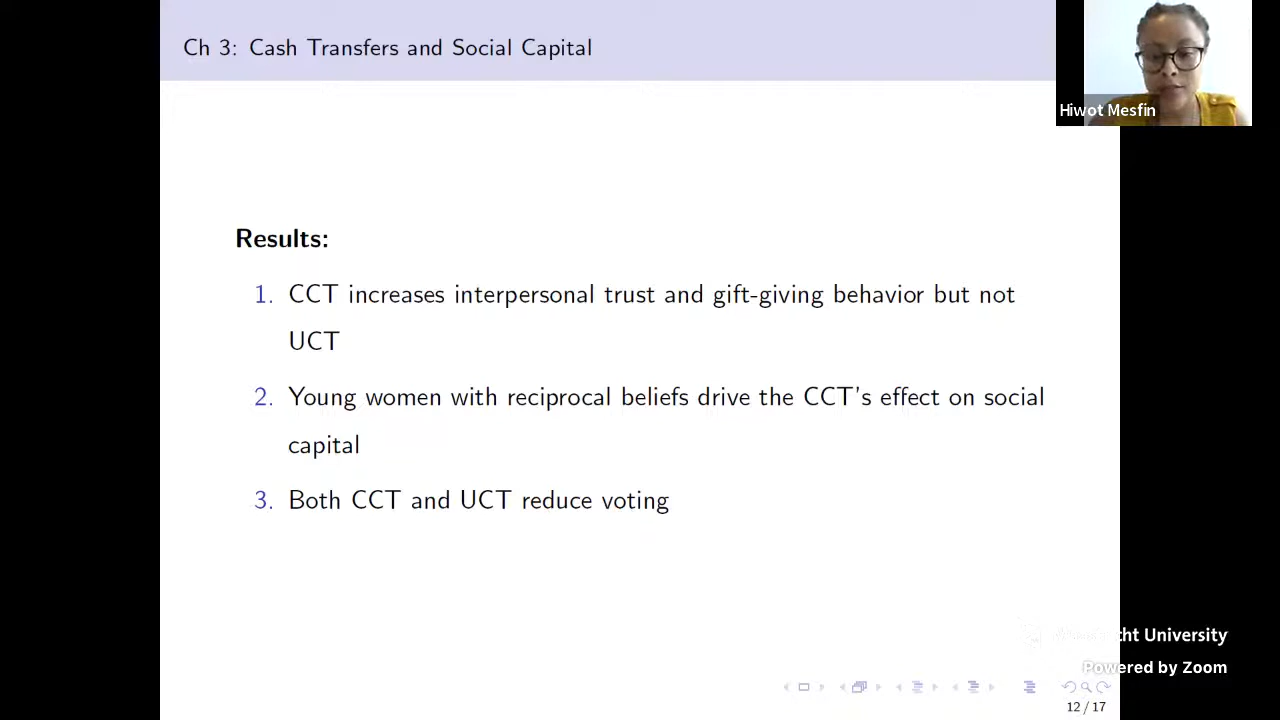 Ch 3: Cash Transfers and Social Capital
Hiwot Mesfin
Results:
1. CCT increases interpersonal trust and gift-giving behavior but not
UCT
2. Young women with reciprocal beliefs drive the CCT's effect on social
capital
3. Both CCT and UCT reduce voting
University
Powered by Zoom
12 / 17